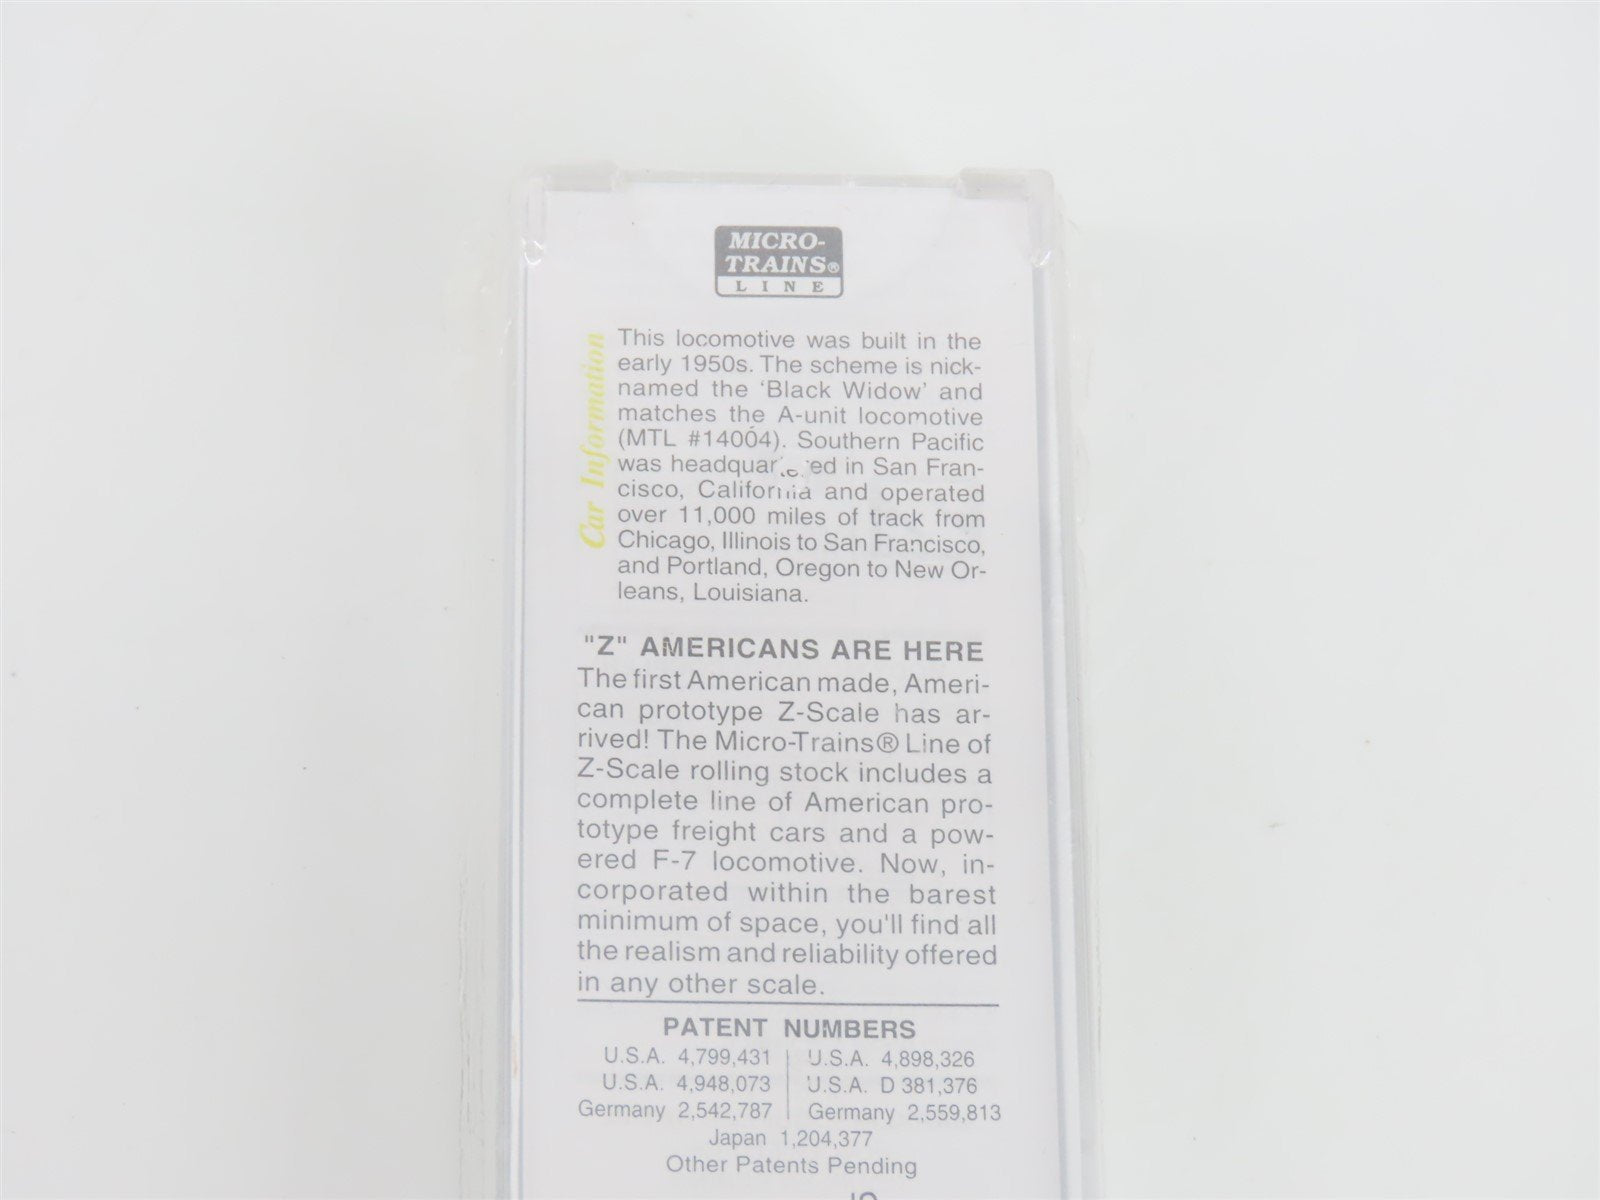 MICRO-
TRAINS®
LINE
Car Information
This locomotive was built in the
early 1950s. The scheme is nick-
named the 'Black Widow' and
matches the A-unit locomotive
(MTL #14004). Southern Pacific
was headquartered in San Fran-
cisco, California and operated
over 11,000 miles of track from
Chicago, Illinois to San Francisco,
and Portland, Oregon to New Or-
leans, Louisiana.
"Z" AMERICANS ARE HERE
The first American made, Ameri-
can prototype Z-Scale has ar-
rived! The Micro-Trains® Line of
Z-Scale rolling stock includes a
complete line of American pro-
totype freight cars and a pow-
ered F-7 locomotive. Now, in-
corporated within the barest
minimum of space, you'll find all
the realism and reliability offered
in any other scale.
PATENT NUMBERS
U.S.A. 4,799,431 | U.S.A. 4,898,326
U.S.A. 4,948,073 | U.S.A. D 381,376
Germany 2,542,787 | Germany 2,559,813
Japan 1,204,377
Other Patents Pending